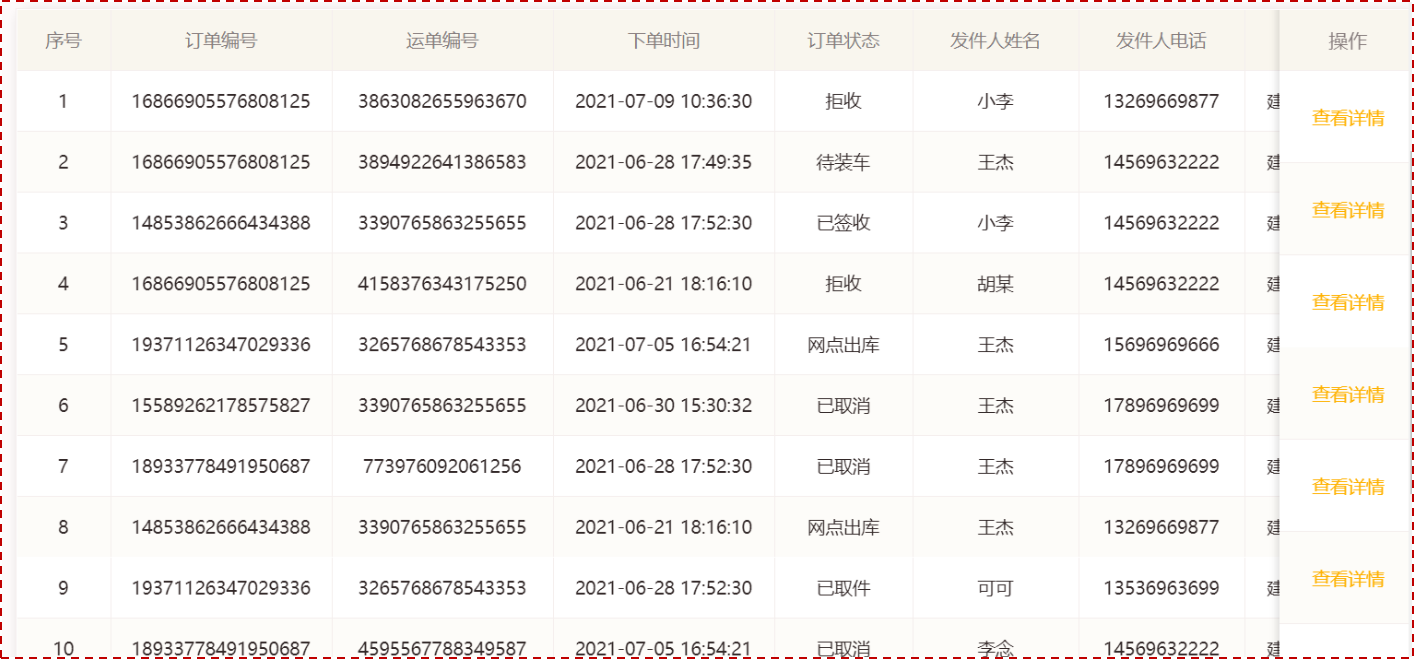 序号 订单编号 运单编号 下单时间 订单状态 发件人姓名 发件人电话 操作
1 16866905576808125 3863082655963670 2021-07-09 10:36:30 拒收 小李 13269669877 建
查看详情
2 16866905576808125 3894922641386583 2021-06-28 17:49:35 待装车 王杰 14569632222 建
查看详情
3 14853862666434388 3390765863255655 2021-06-28 17:52:30 已签收 小李 14569632222 建
4 16866905576808125 4158376343175250 2021-06-21 18:16:10 拒收 胡某 14569632222 建
查看详情
5 19371126347029336 3265768678543353 2021-07-05 16:54:21 网点出库 王杰 15696969666 建
查看详情
6 15589262178575827 3390765863255655 2021-06-30 15:30:32 已取消 王杰 17896969699 建
7 18933778491950687 773976092061256 2021-06-28 17:52:30 已取消 王杰 17896969699 建
查看详情
8 14853862666434388 3390765863255655 2021-06-21 18:16:10 网点出库 王杰 13269669877 建
查看详情
9 19371126347029336 3265768678543353 2021-06-28 17:52:30 已取件 可可 13536963699 建
10 18933778491950687 4595567788349587 2021-07-05 16:54:21 已取消 李念 14569632222 建